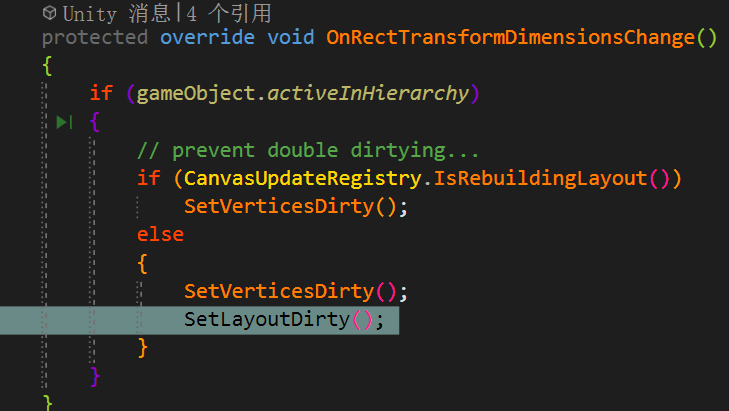 Unity 消息|4 个引用
protected override void OnRectTransformDimensionsChange()
{
if (gameObject.activeInHierarchy)
{
// prevent double dirtying...
if (CanvasUpdateRegistry.IsRebuildingLayout())
SetVerticesDirty();
else
{
SetVerticesDirty();
SetLayoutDirty();
}
}
}